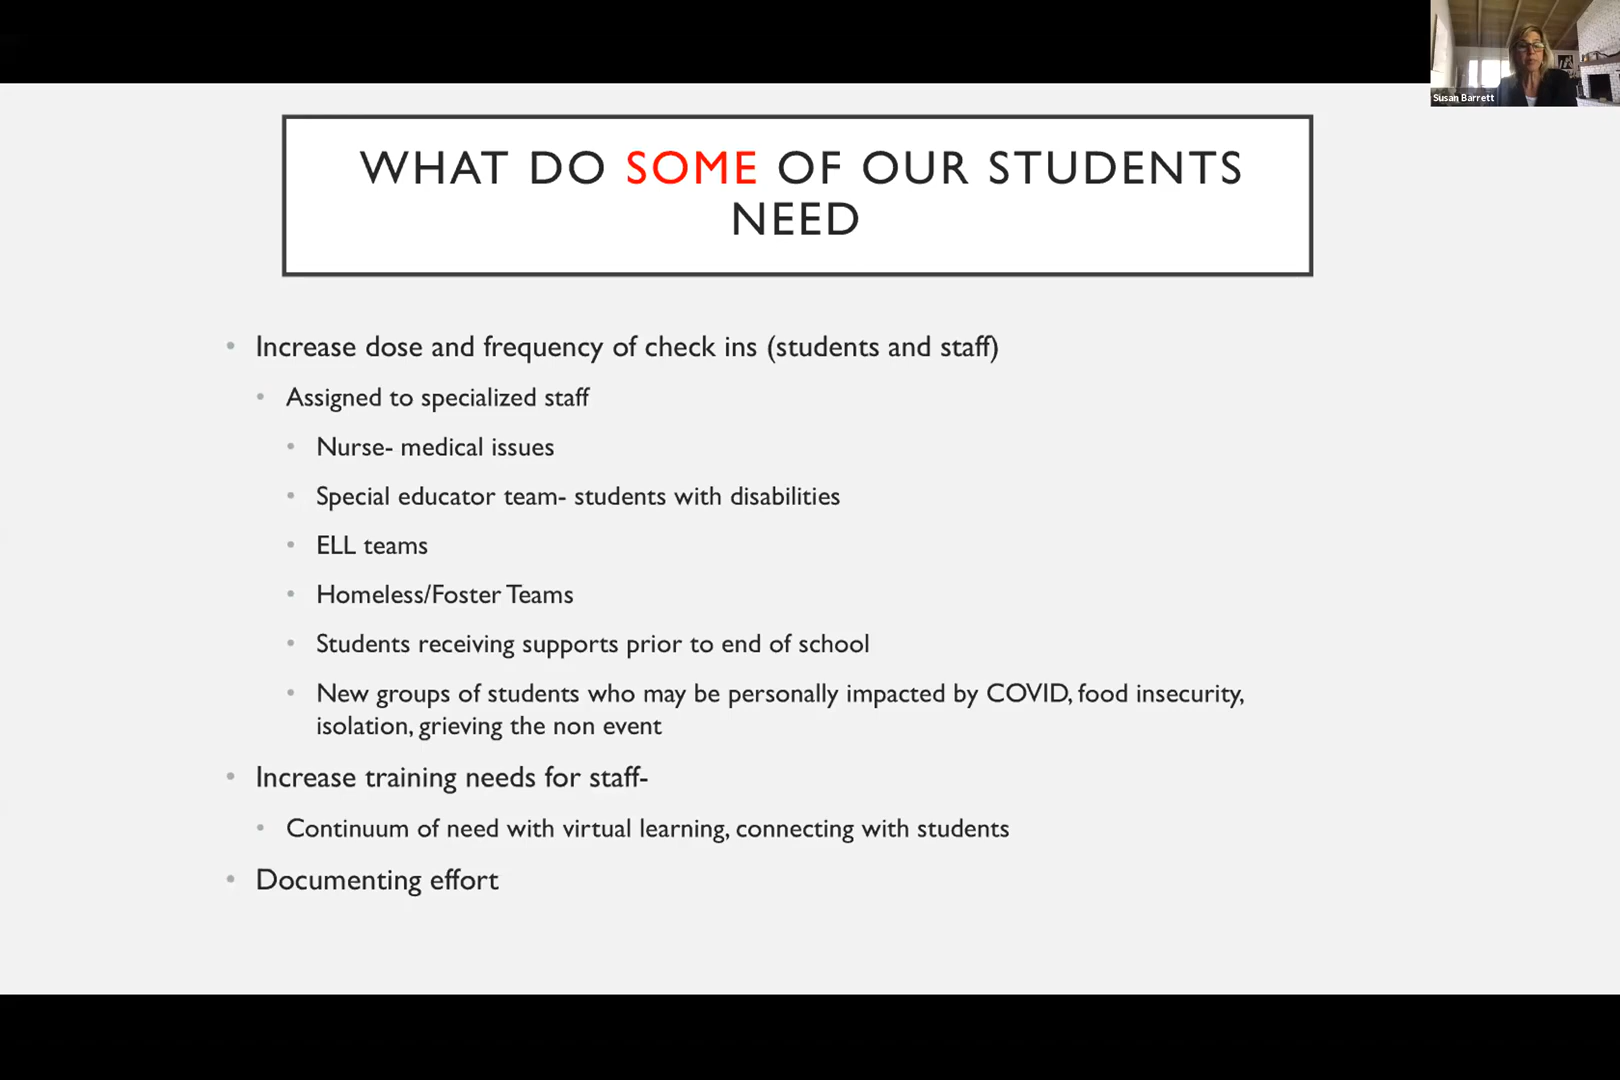 Susan Barrett
WHAT DO SOME OF OUR STUDENTS
NEED
• Increase dose and frequency of check ins (students and staff)
• Assigned to specialized staff
• Nurse- medical issues
• Special educator team- students with disabilities
• ELL teams
• Homeless/Foster Teams
• Students receiving supports prior to end of school
• New groups of students who may be personally impacted by COVID, food insecurity,
isolation, grieving the non event
• Increase training needs for staff-
• Continuum of need with virtual learning, connecting with students
• Documenting effort